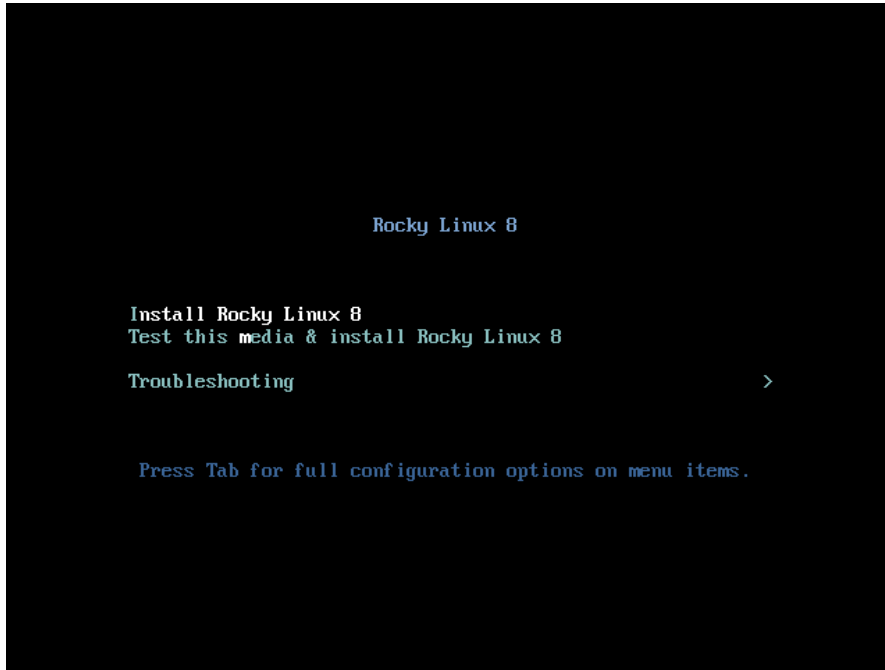 Rocky Linux 8
Install Rocky Linux 8
Test this media & install Rocky Linux 8
Troubleshooting >
Press Tab for full configuration options on menu items.